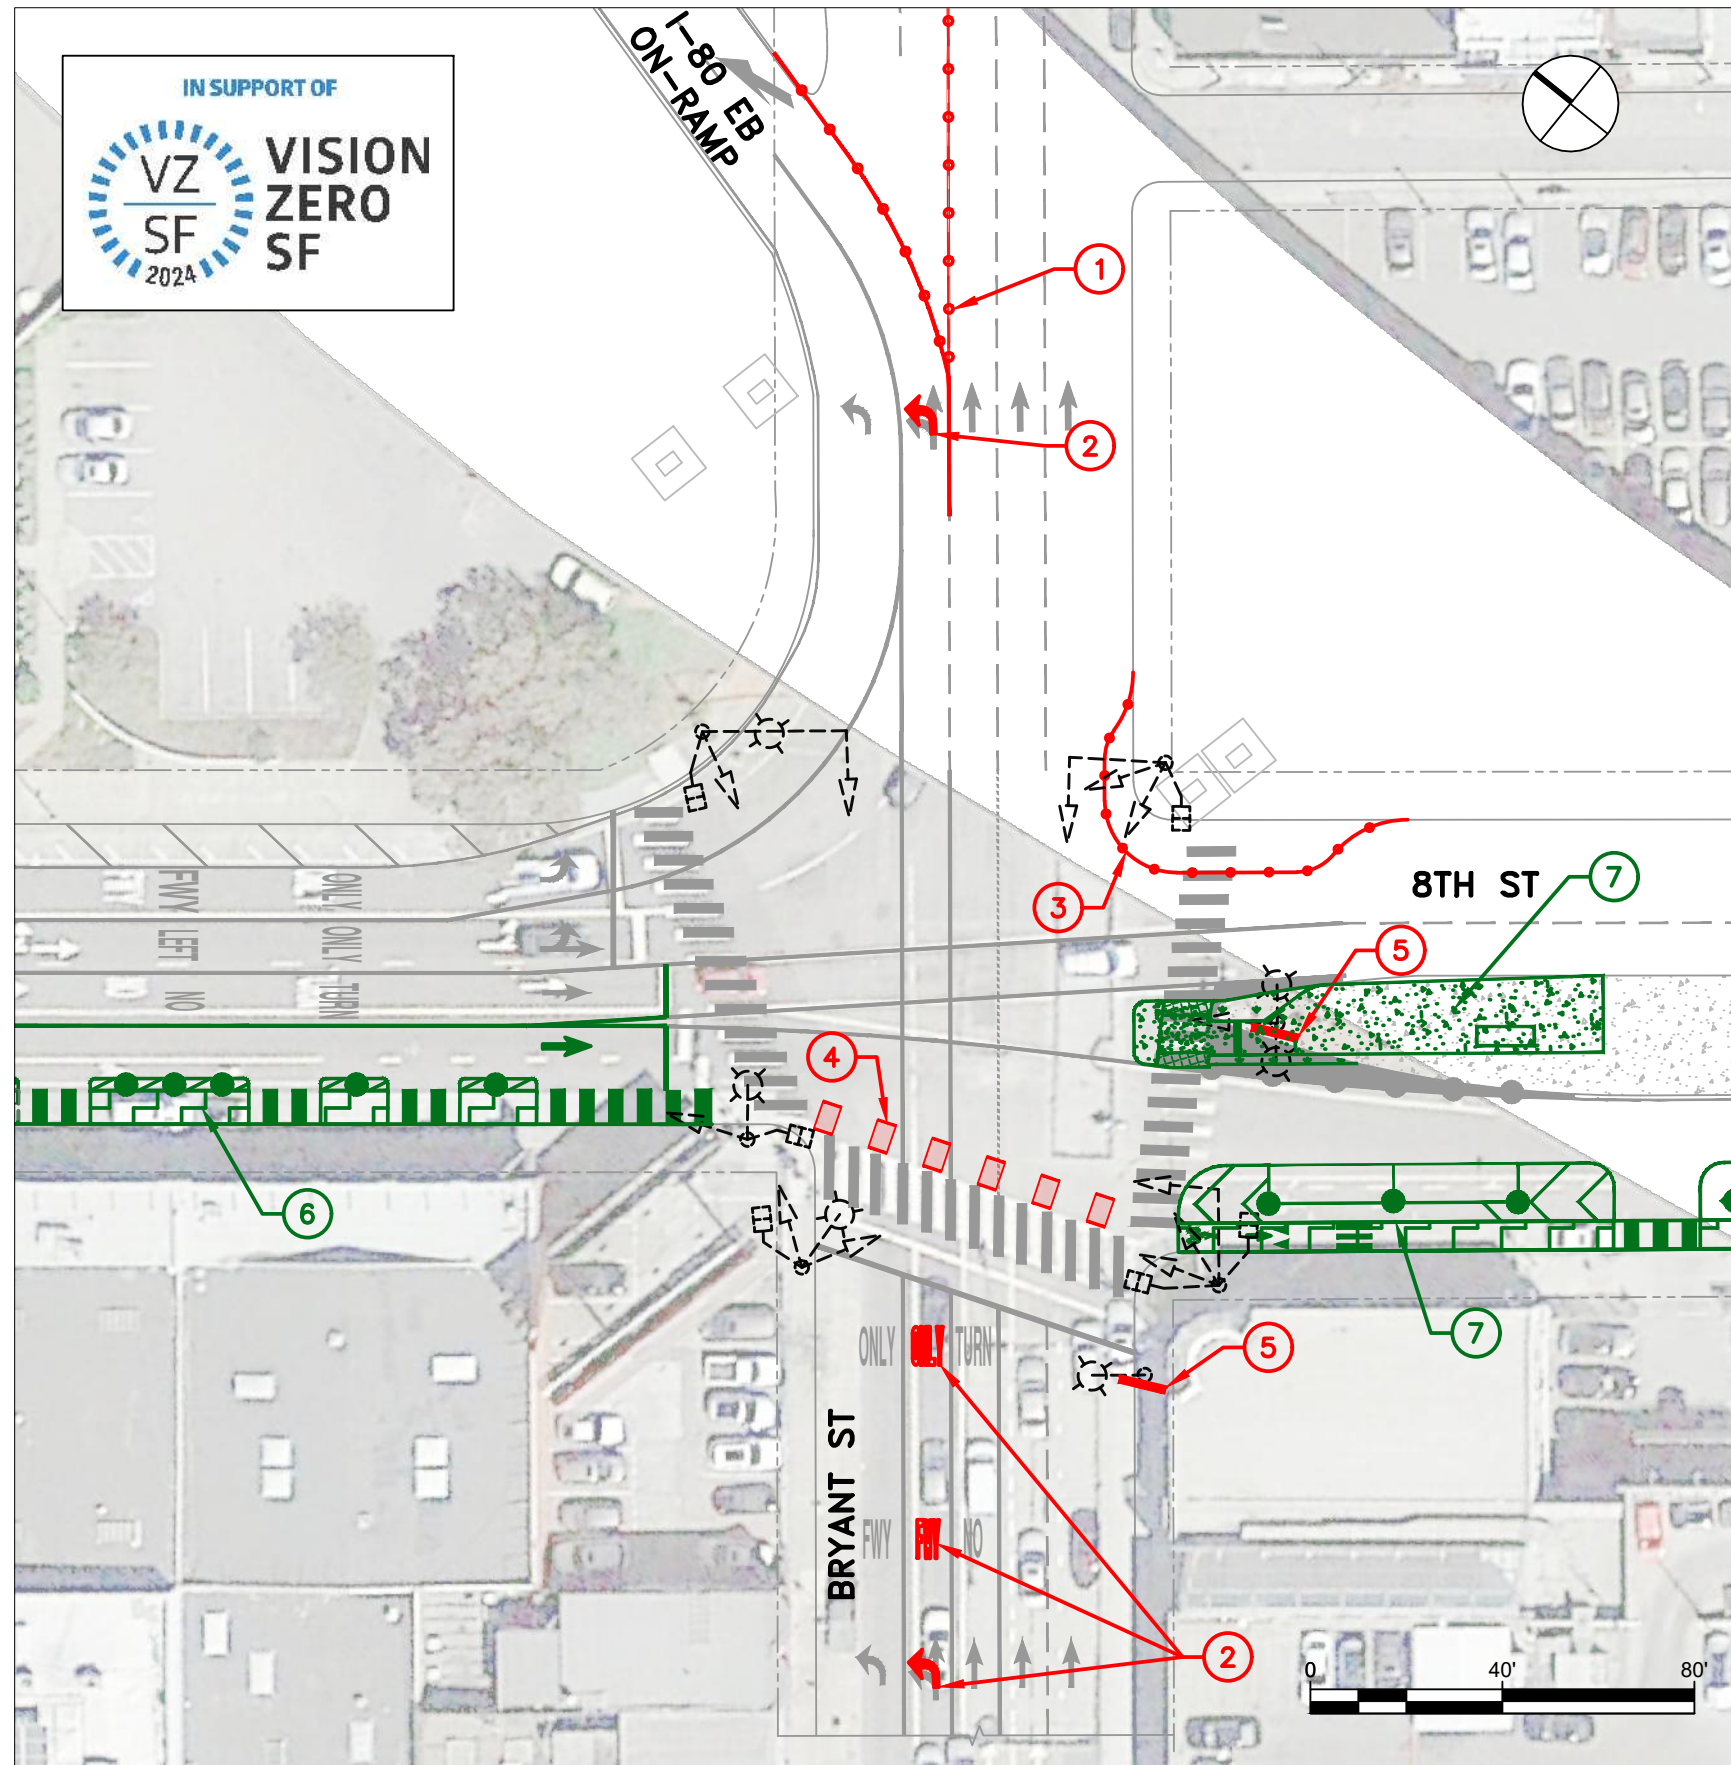 IN SUPPORT OF
VZ
SF
2024
VISION
ZERO
SF
I-80 EB
ON-RAMP
1
2
3
8TH ST
7
5
4
6
7
5
FWY
ONLY
LEFT
ONLY
NO
TURN
ONLY
ONLY
TURN
BRYANT ST
FWY
FWY
NO
2
0
40'
80'